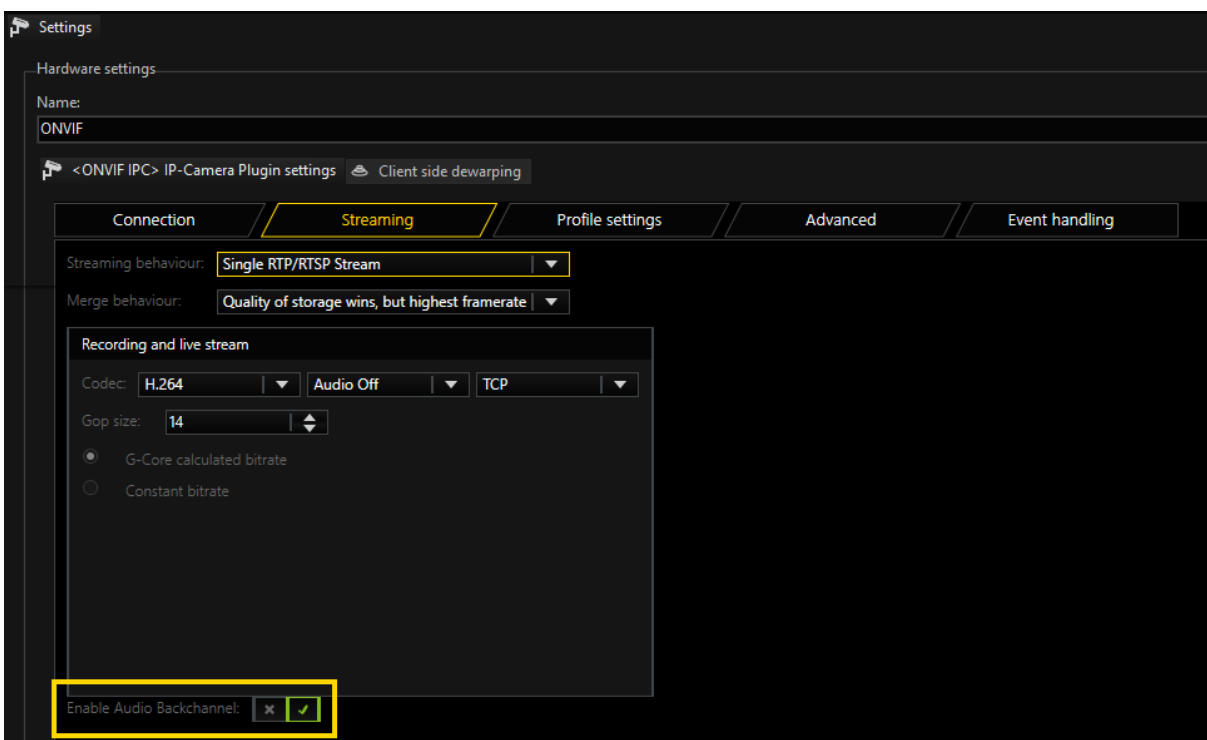 Settings
Hardware settings
Name:
ONVIF
<ONVIF IPC> IP-Camera Plugin settings Client side dewarping
Connection Streaming Profile settings Advanced Event handling
Streaming behaviour: Single RTP/RTSP Stream
Merge behaviour: Quality of storage wins, but highest framerate
Recording and live stream
Codec: H.264 Audio Off TCP
Gop size: 14
G-Core calculated bitrate
Constant bitrate
Enable Audio Backchannel: